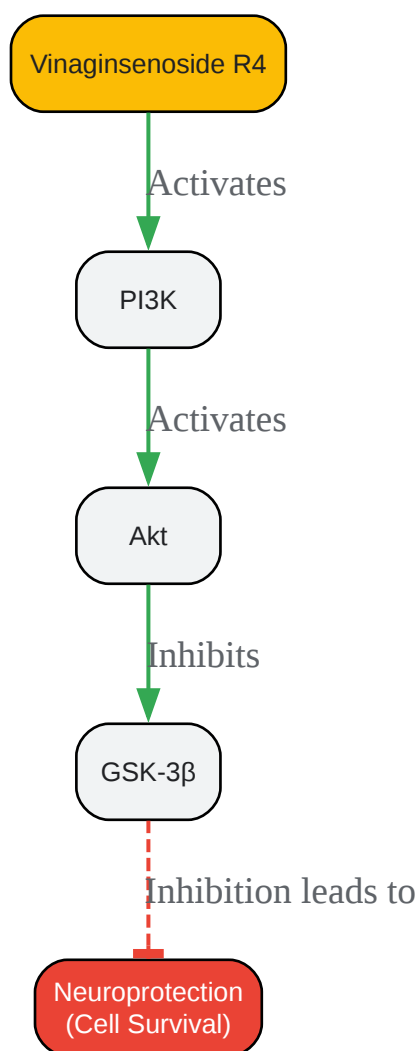 Vinaginsenoside R4
Activates
PI3K
Activates
Akt
Inhibits
GSK-3β
Inhibition leads to
Neuroprotection
(Cell Survival)